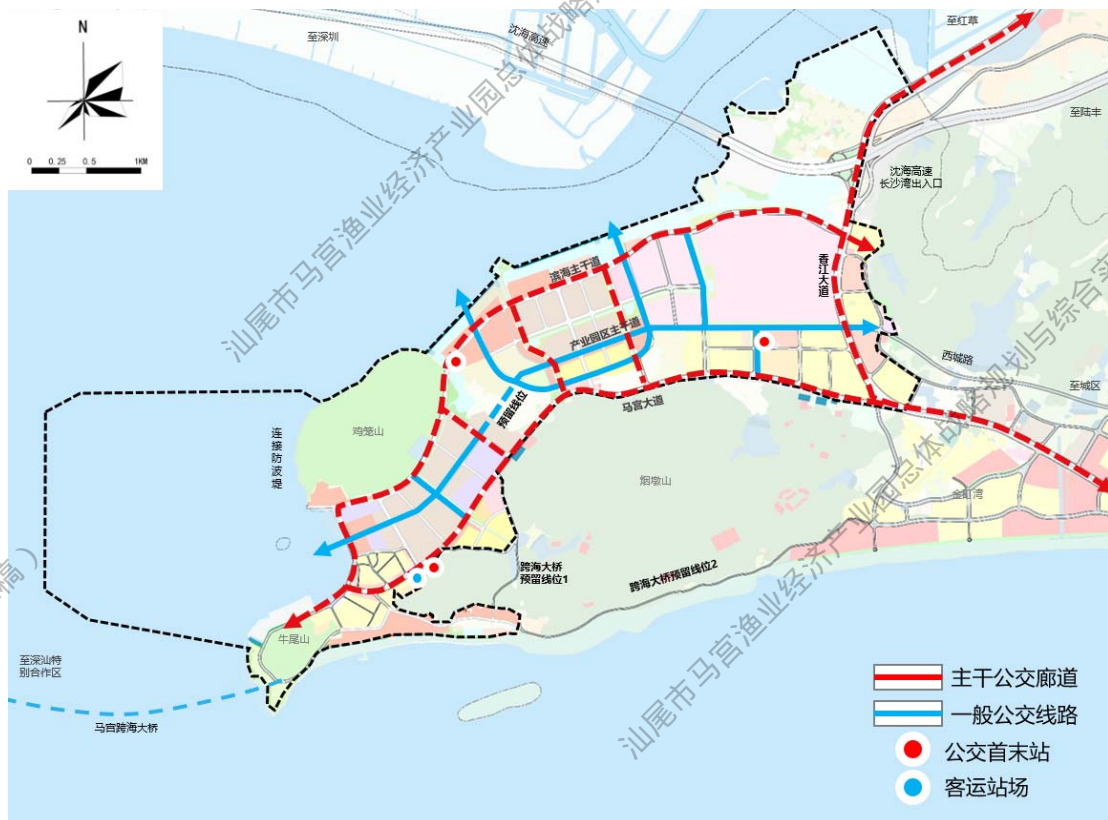 N
0 0.25 0.5 1KM
至深圳
沈海高速
至红草
至陆丰
沈海高速
长沙湾出入口
香江大道
滨海主干道
产业园区主干道
西城路
至城区
预留线位
马宫大道
鸡笼山
连接防波堤
烟墩山
金町湾
跨海大桥
预留线位1
跨海大桥预留线位2
牛尾山
至深汕特
别合作区
马宫跨海大桥
主干公交廊道
一般公交线路
公交首末站
客运站场
汕尾市马宫渔业经济产业园总体战略规
汕尾市马宫渔业经济产业园总体战略规划与综合实
稿）